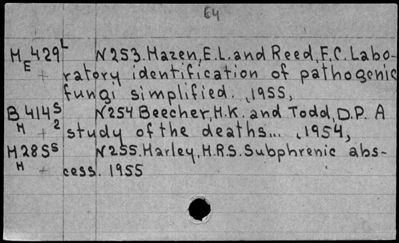 64
M 429 L N253. Hazen, E.L. and Reed, F.C. Labo-
E + ratory identification of pathogenic
fungi simplified. ,1955,
B 414 S N254 Beecher, H.K. and Todd, D.P. A
M + 2 study of the deaths... ,1954,
H 285 S N255. Harley, H.R.S. Subphrenic abs-
H + cess. 1955